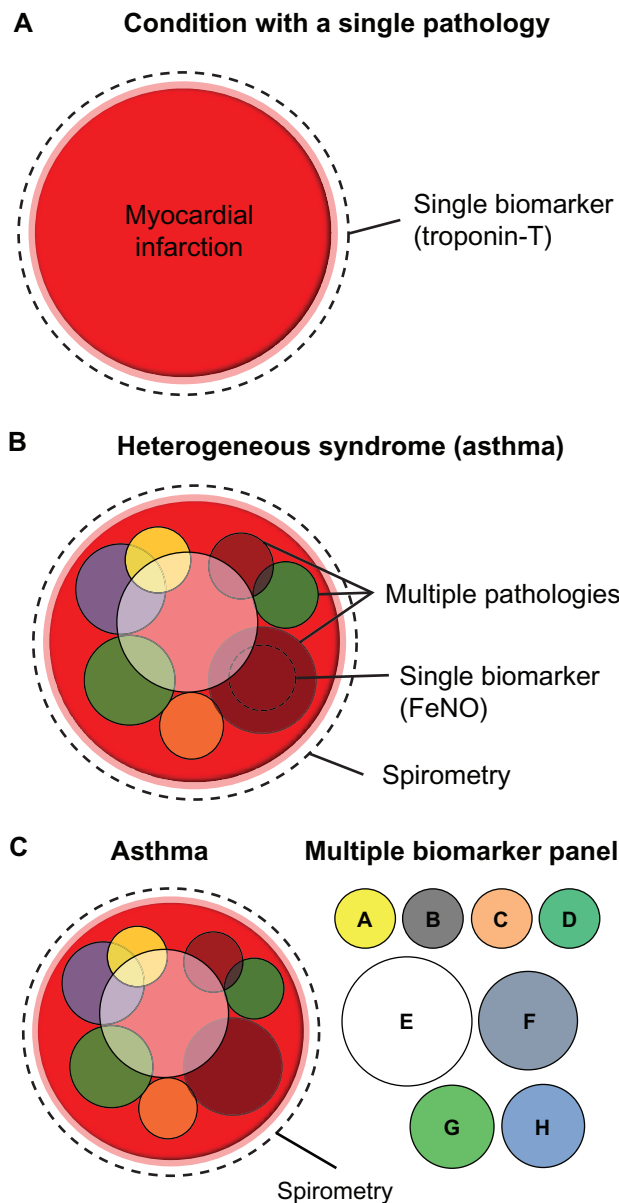 A
Condition with a single pathology
Myocardial
infarction
Single biomarker
(troponin-T)
B
Heterogeneous syndrome (asthma)
Multiple pathologies
Single biomarker
(FeNO)
Spirometry
C
Asthma
Multiple biomarker panel
A B C D
E F
G H
Spirometry